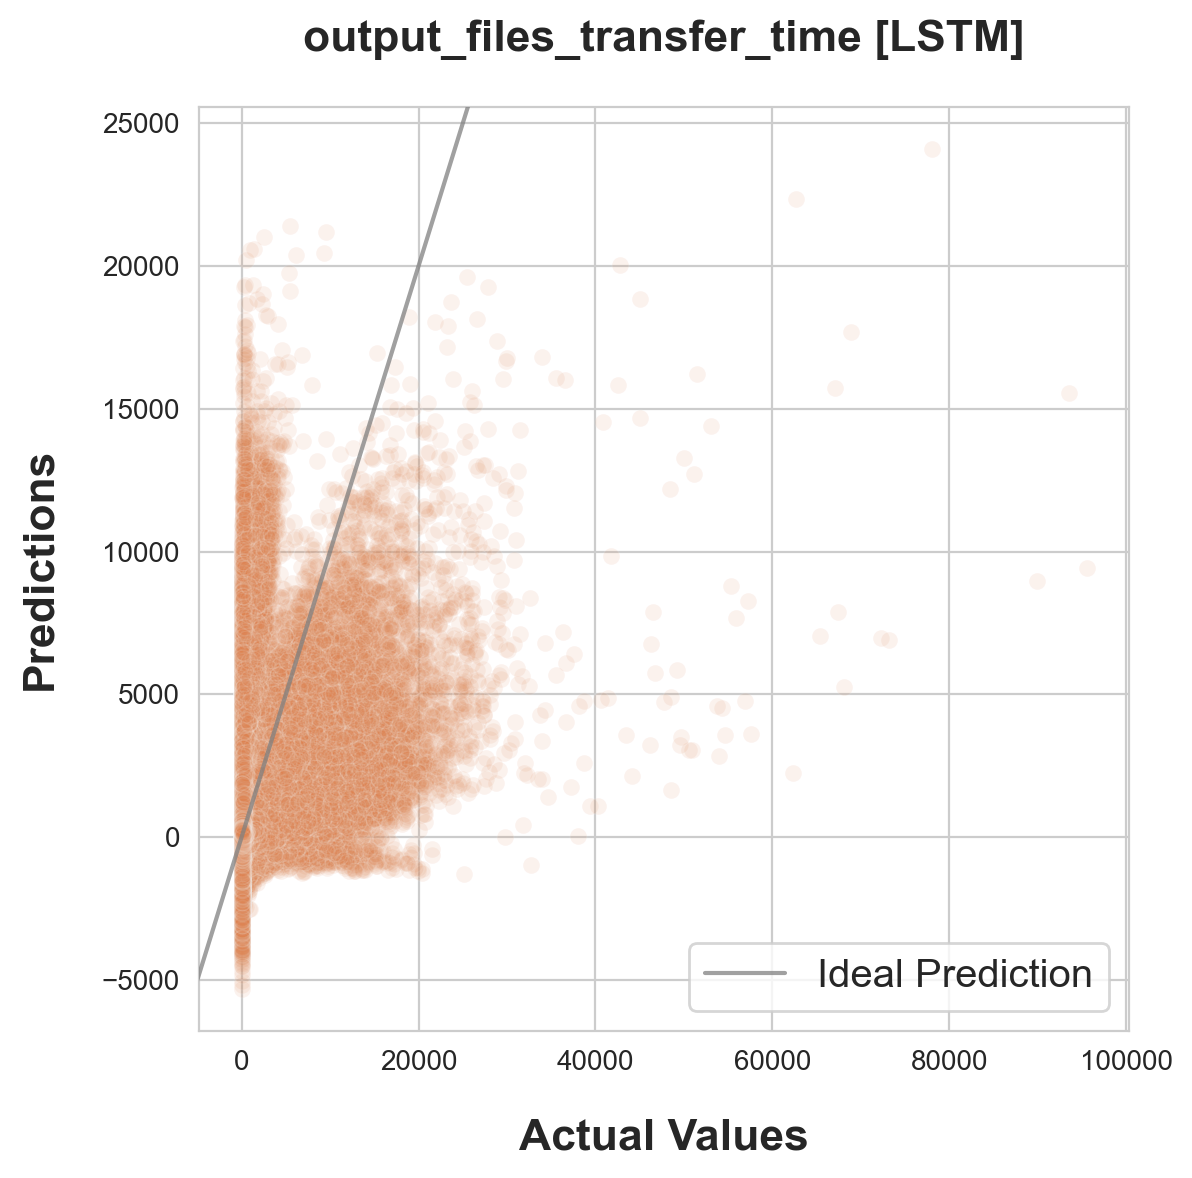 output_files_transfer_time [LSTM]
25000
20000
15000
10000
5000
0
−5000
Predictions
0 20000 40000 60000 80000 100000
Actual Values
Ideal Prediction